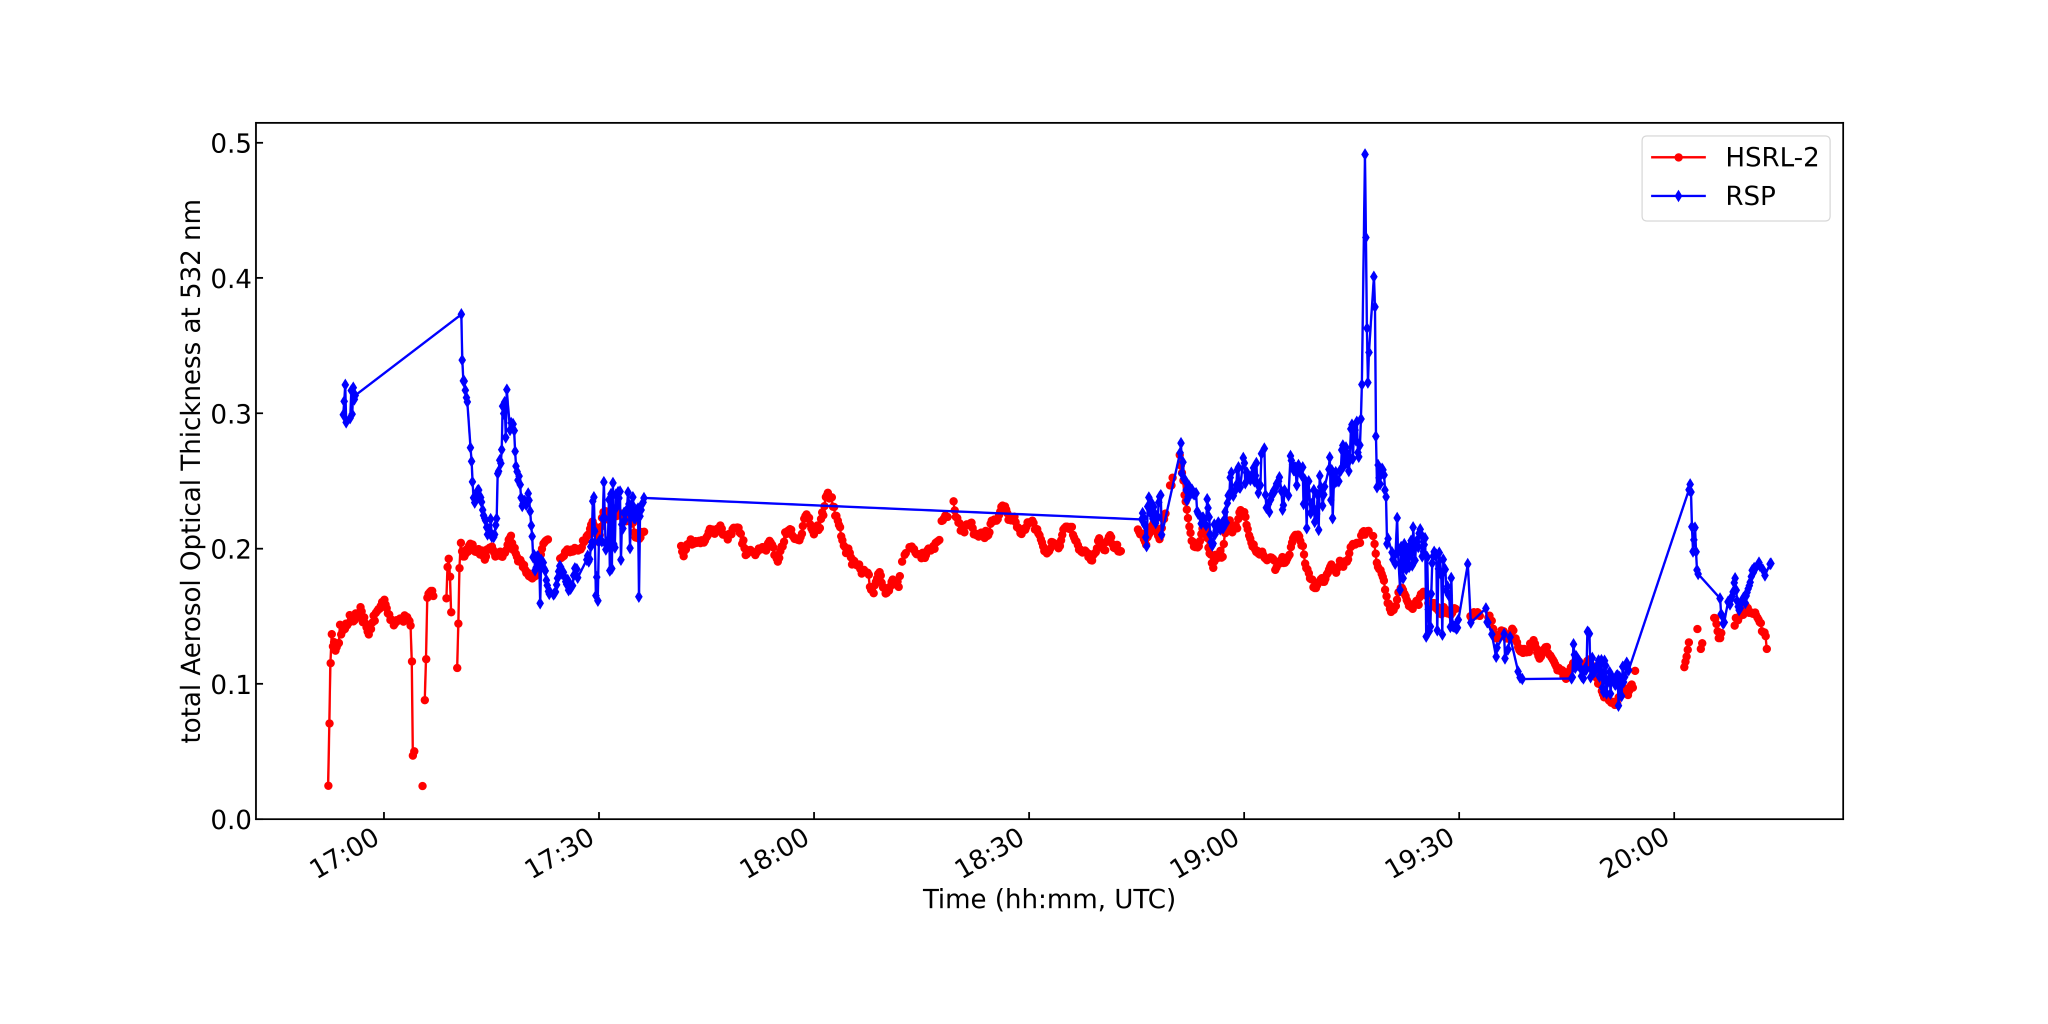 HSRL-2
RSP
total Aerosol Optical Thickness at 532 nm
0.5
0.4
0.3
0.2
0.1
0.0
17:00 17:30 18:00 18:30 19:00 19:30 20:00
Time (hh:mm, UTC)